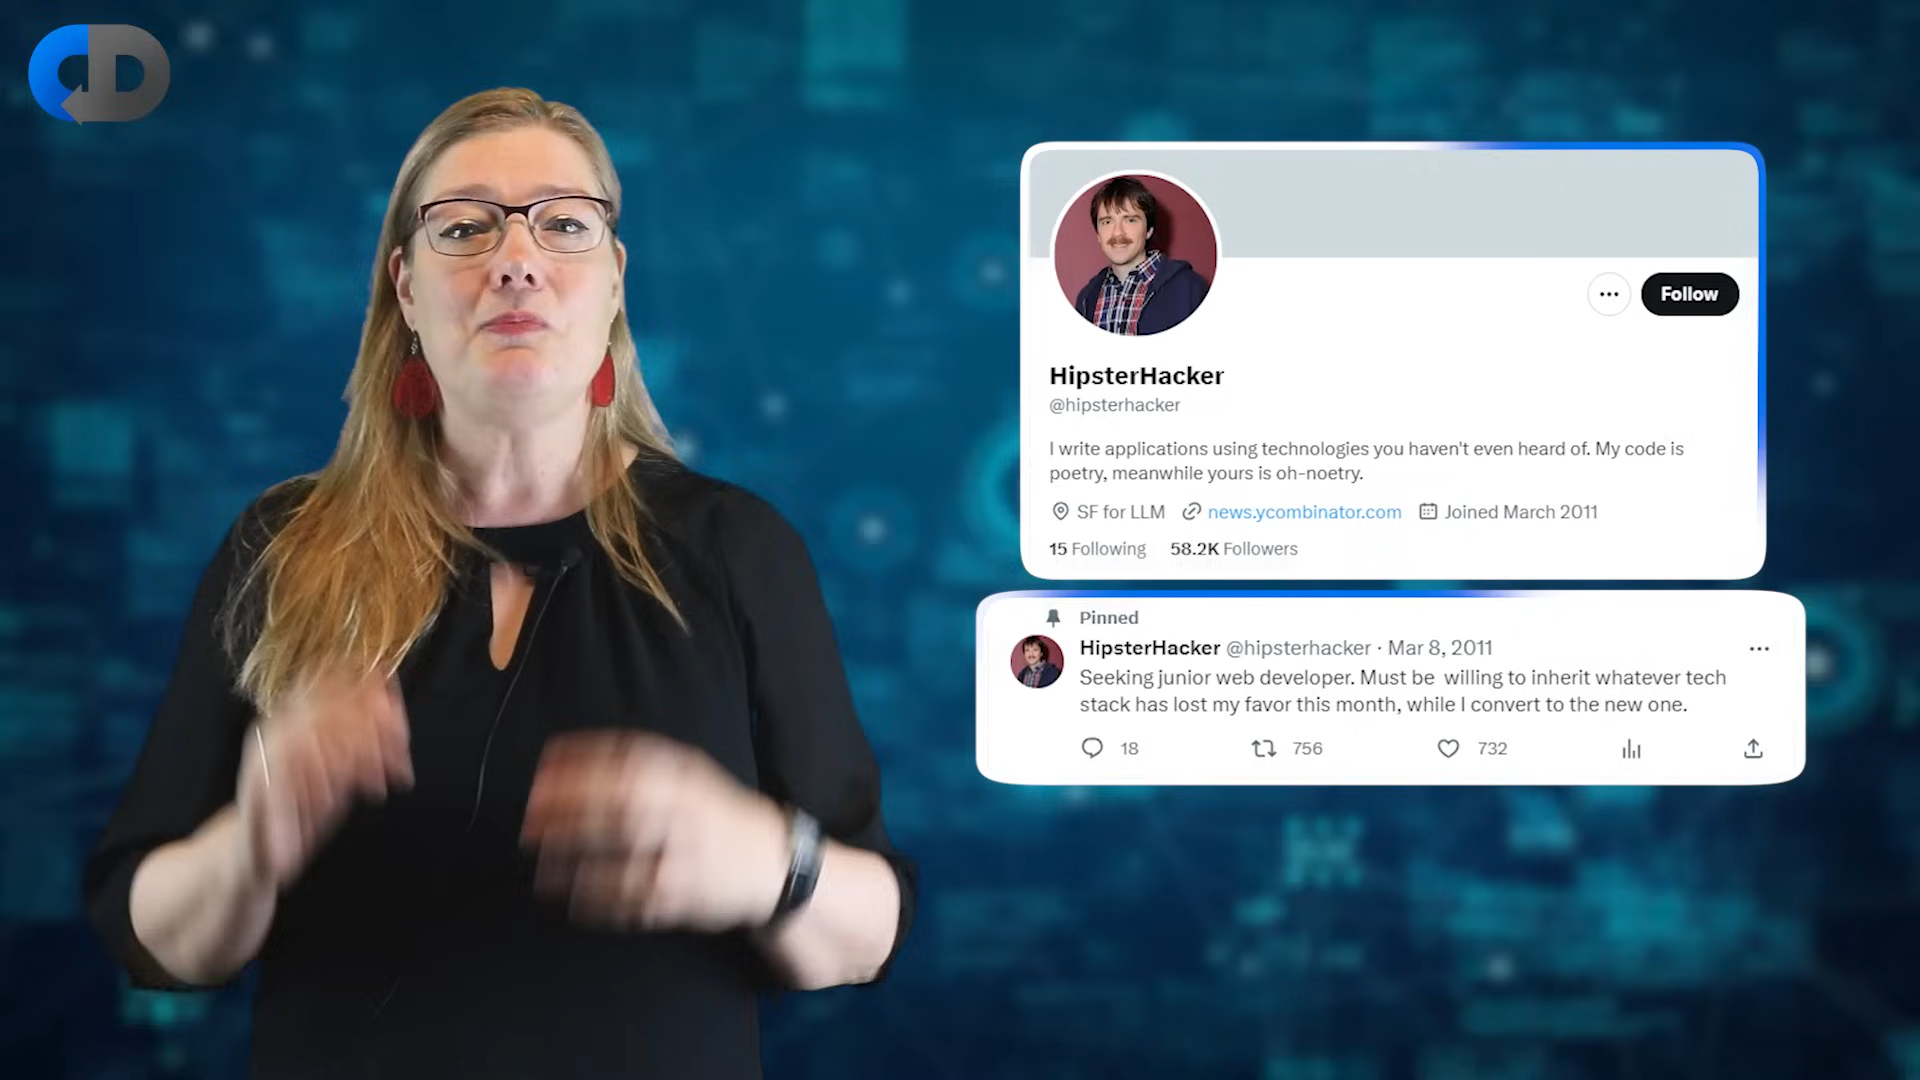 CD
Follow
HipsterHacker
@hipsterhacker
I write applications using technologies you haven't even heard of. My code is
poetry, meanwhile yours is oh-noetry.
SF for LLM news.ycombinator.com Joined March 2011
15 Following 58.2K Followers
Pinned
HipsterHacker @hipsterhacker · Mar 8, 2011
Seeking junior web developer. Must be willing to inherit whatever tech
stack has lost my favor this month, while I convert to the new one.
18 756 732